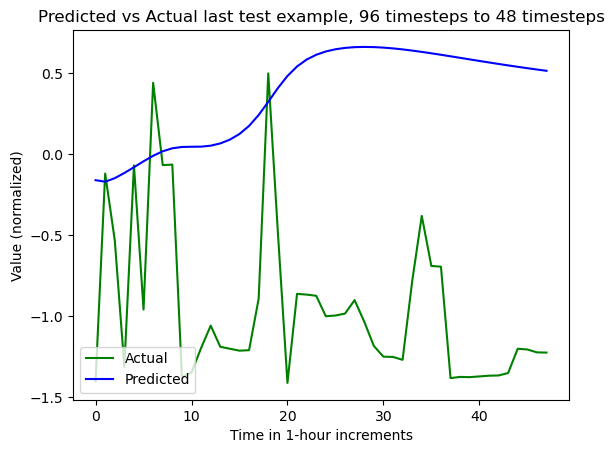 Predicted vs Actual last test example, 96 timesteps to 48 timesteps
Value (normalized)
0.5
0.0
−0.5
−1.0
−1.5
Actual
Predicted
0 10 20 30 40
Time in 1-hour increments